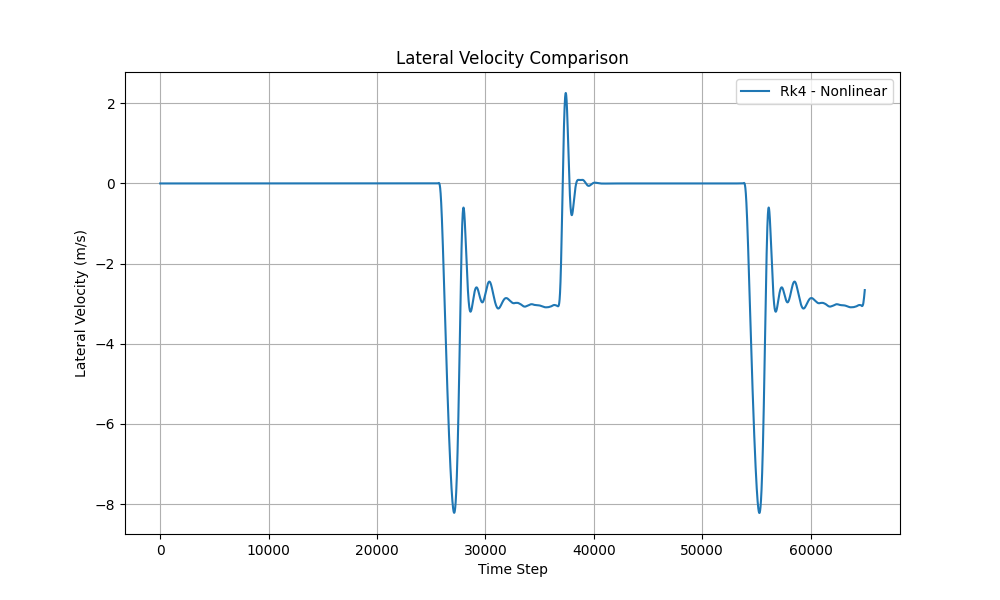 Lateral Velocity Comparison
Rk4 - Nonlinear
Lateral Velocity (m/s)
2
0
−2
−4
−6
−8
0 10000 20000 30000 40000 50000 60000
Time Step